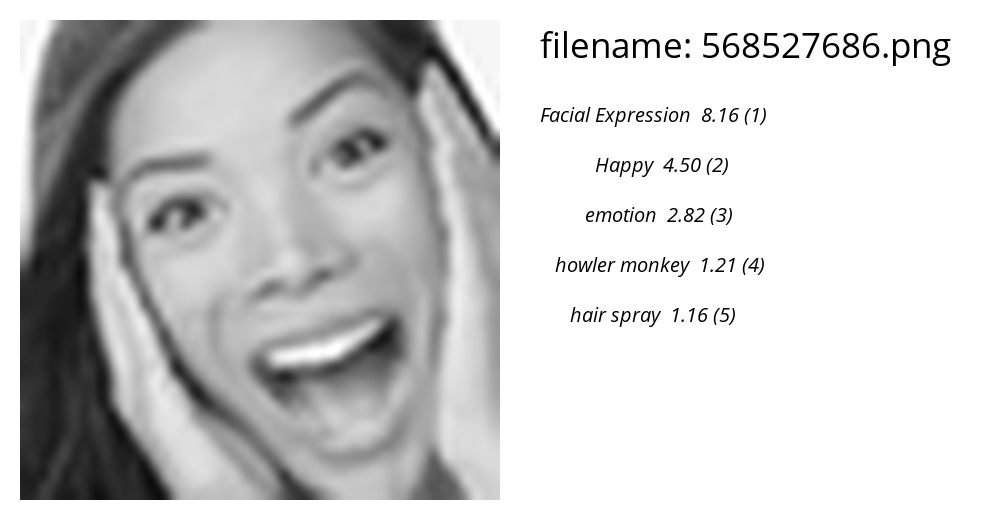 filename: 568527686.png
Facial Expression 8.16 (1)
Happy 4.50 (2)
emotion 2.82 (3)
howler monkey 1.21 (4)
hair spray 1.16 (5)